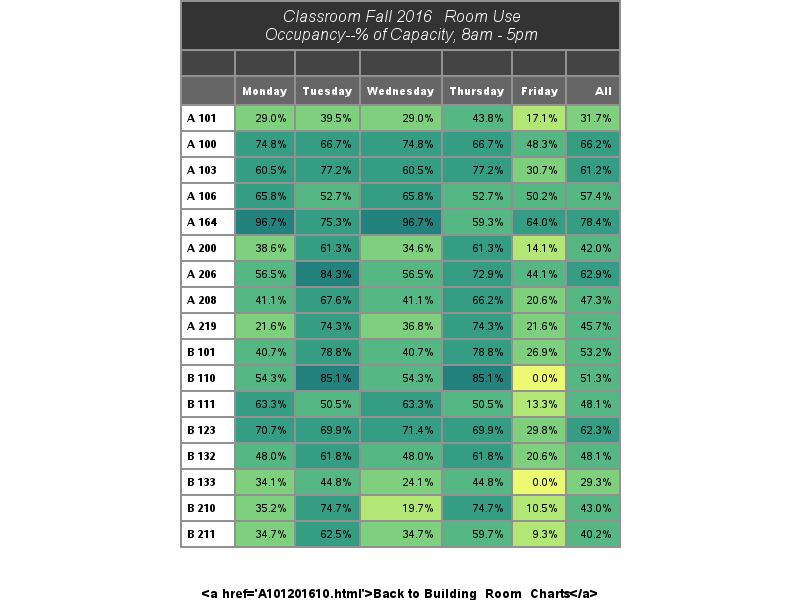 Classroom Fall 2016   Room Use
Occupancy--% of Capacity, 8am - 5pm
Monday Tuesday Wednesday Thursday Friday All
A 101 29.0% 39.5% 29.0% 43.8% 17.1% 31.7%
A 100 74.8% 66.7% 74.8% 66.7% 48.3% 66.2%
A 103 60.5% 77.2% 60.5% 77.2% 30.7% 61.2%
A 106 65.8% 52.7% 65.8% 52.7% 50.2% 57.4%
A 164 96.7% 75.3% 96.7% 59.3% 64.0% 78.4%
A 200 38.6% 61.3% 34.6% 61.3% 14.1% 42.0%
A 206 56.5% 84.3% 56.5% 72.9% 44.1% 62.9%
A 208 41.1% 67.6% 41.1% 66.2% 20.6% 47.3%
A 219 21.6% 74.3% 36.8% 74.3% 21.6% 45.7%
B 101 40.7% 78.8% 40.7% 78.8% 26.9% 53.2%
B 110 54.3% 85.1% 54.3% 85.1% 0.0% 51.3%
B 111 63.3% 50.5% 63.3% 50.5% 13.3% 48.1%
B 123 70.7% 69.9% 71.4% 69.9% 29.8% 62.3%
B 132 48.0% 61.8% 48.0% 61.8% 20.6% 48.1%
B 133 34.1% 44.8% 24.1% 44.8% 0.0% 29.3%
B 210 35.2% 74.7% 19.7% 74.7% 10.5% 43.0%
B 211 34.7% 62.5% 34.7% 59.7% 9.3% 40.2%
<a href='A101201610.html'>Back to Building  Room  Charts</a>